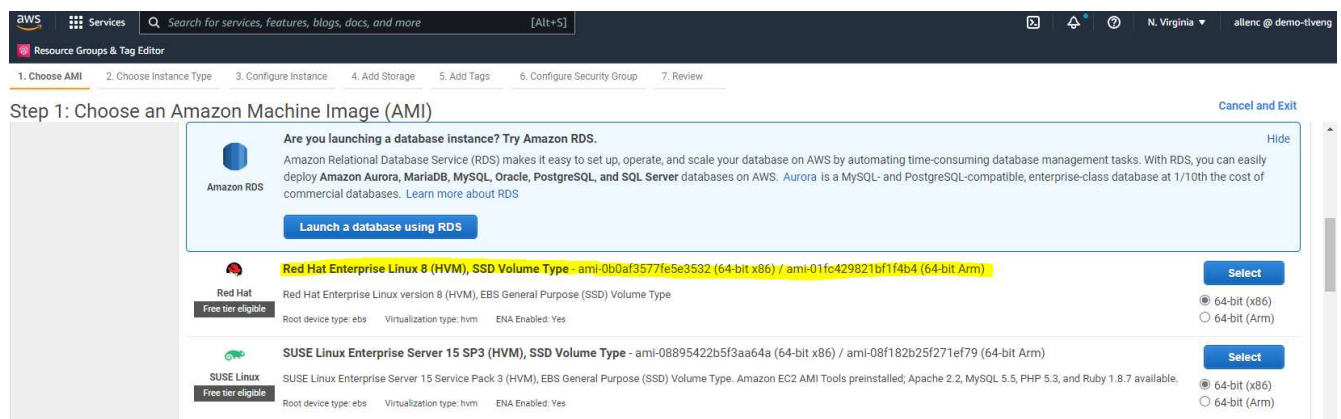 aws
Services
Search for services, features, blogs, docs, and more
[Alt+S]
N. Virginia ▼
allenc @ demo-tlveng
Resource Groups & Tag Editor
1. Choose AMI
2. Choose Instance Type
3. Configure Instance
4. Add Storage
5. Add Tags
6. Configure Security Group
7. Review
Step 1: Choose an Amazon Machine Image (AMI)
Cancel and Exit
Are you launching a database instance? Try Amazon RDS.
Hide
Amazon RDS
Amazon Relational Database Service (RDS) makes it easy to set up, operate, and scale your database on AWS by automating time-consuming database management tasks. With RDS, you can easily
deploy Amazon Aurora, MariaDB, MySQL, Oracle, PostgreSQL, and SQL Server databases on AWS. Aurora is a MySQL- and PostgreSQL-compatible, enterprise-class database at 1/10th the cost of
commercial databases. Learn more about RDS
Launch a database using RDS
Red Hat Enterprise Linux 8 (HVM), SSD Volume Type - ami-0b0af3577fe5e3532 (64-bit x86) / ami-01fc429821bf1f4b4 (64-bit Arm)
Select
Red Hat
Free tier eligible
Red Hat Enterprise Linux version 8 (HVM), EBS General Purpose (SSD) Volume Type
Root device type: ebs
Virtualization type: hvm
ENA Enabled: Yes
64-bit (x86)
64-bit (Arm)
SUSE Linux Enterprise Server 15 SP3 (HVM), SSD Volume Type - ami-08895422b5f3aa64a (64-bit x86) / ami-08f182b25f271ef79 (64-bit Arm)
Select
SUSE Linux
Free tier eligible
SUSE Linux Enterprise Server 15 Service Pack 3 (HVM), EBS General Purpose (SSD) Volume Type. Amazon EC2 AMI Tools preinstalled; Apache 2.2, MySQL 5.5, PHP 5.3, and Ruby 1.8.7 available.
Root device type: ebs
Virtualization type: hvm
ENA Enabled: Yes
64-bit (x86)
64-bit (Arm)